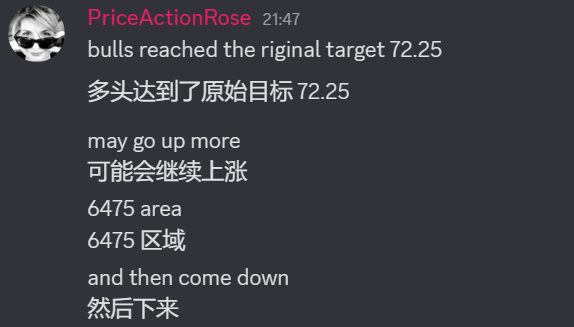 PriceActionRose 21:47
bulls reached the riginal target 72.25
多头达到了原始目标 72.25
may go up more
可能会继续上涨
6475 area
6475 区域
and then come down
然后下来